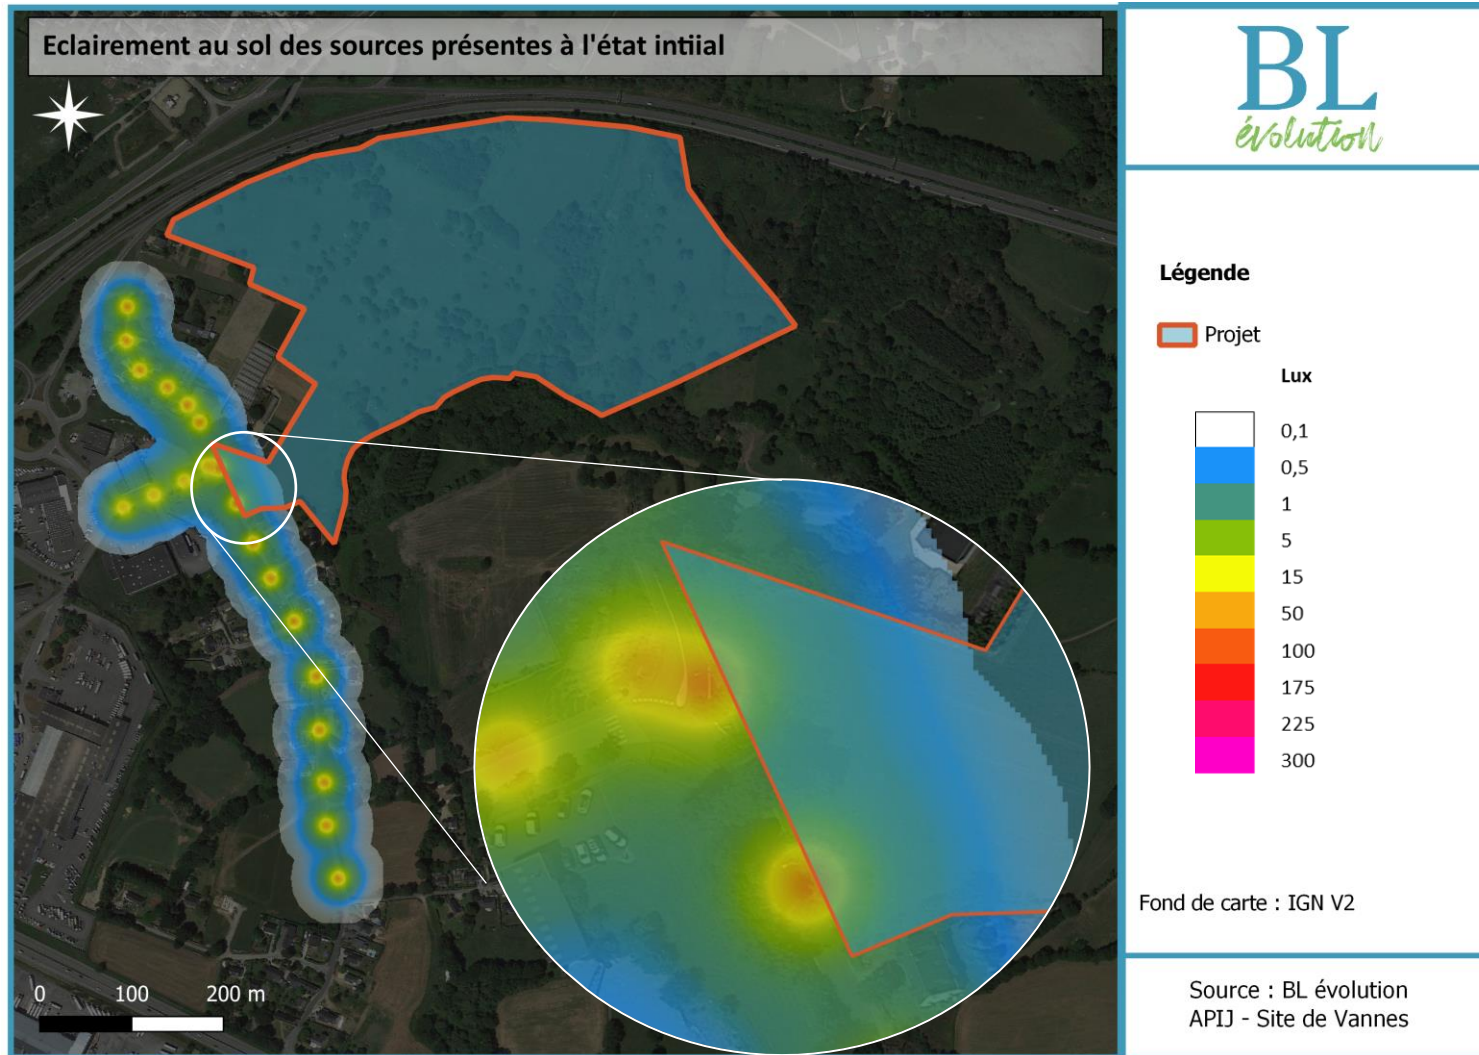 Eclairement au sol des sources présentes à l'état intiial
BL
évolution
Légende
Projet
Lux
0,1
0,5
1
5
15
50
100
175
225
300
Fond de carte : IGN V2
0 100 200 m
Source : BL évolution
APIJ - Site de Vannes